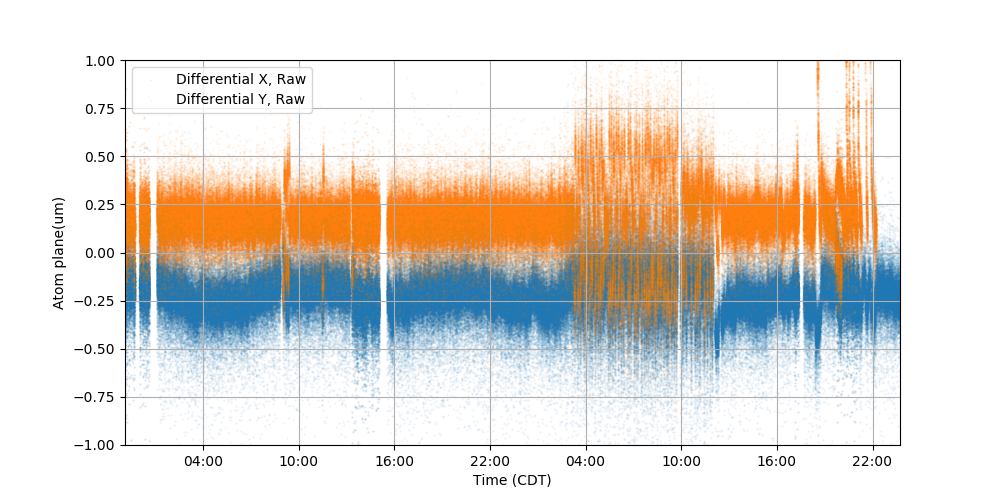 Differential X, Raw
Differential Y, Raw
1.00
0.75
0.50
0.25
0.00
−0.25
−0.50
−0.75
−1.00
Atom plane(um)
04:00 10:00 16:00 22:00 04:00 10:00 16:00 22:00
Time (CDT)